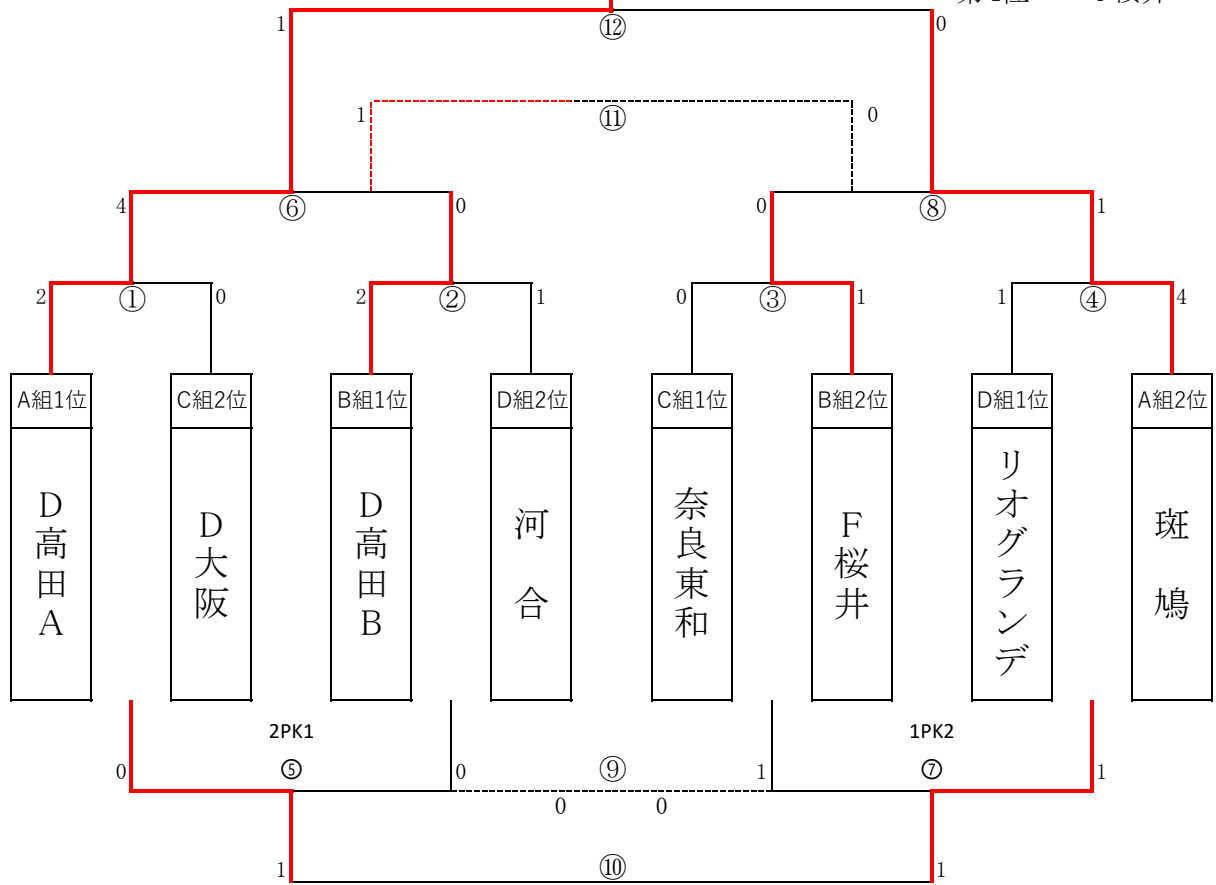 1 ⑫ 0
1 ⑪ 0
4 ⑥ 0 0 ⑧ 1
2 ① 0 2 ② 1 0 ③ 1 1 ④ 4
A組1位 C組2位 B組1位 D組2位 C組1位 B組2位 D組1位 A組2位
D高田A
D大阪
D高田B
河合
奈良東和
F桜井
リオグランデ
斑鳩
2PK1 1PK2
0 ⑤ 0 ⑨ 1 ⑦ 1
0 0
1 ⑩ 1